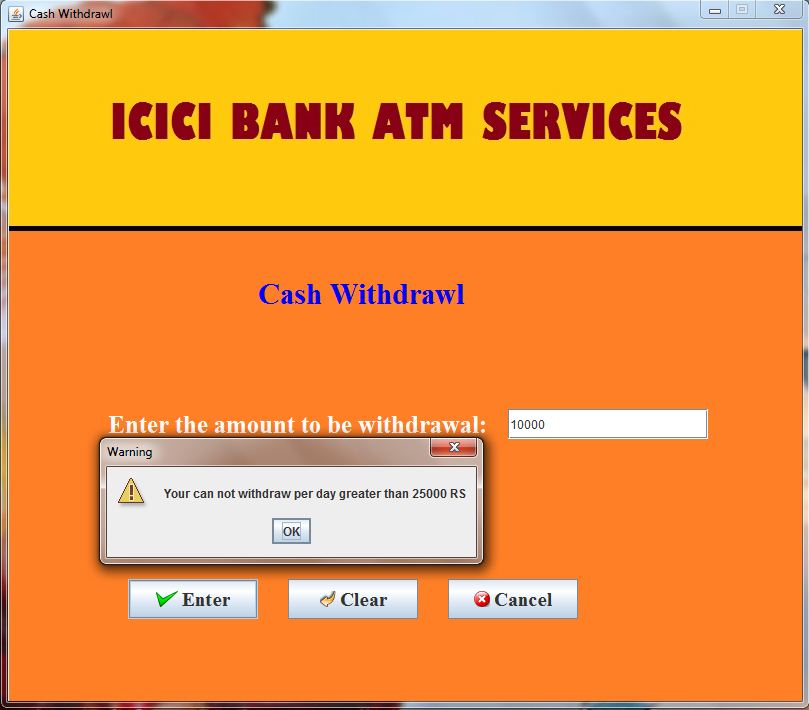 Cash Withdrawl
ICICI BANK ATM SERVICES
Cash Withdrawl
Enter the amount to be withdrawal: 10000
Warning
Your can not withdraw per day greater than 25000 RS
OK
Enter Clear Cancel